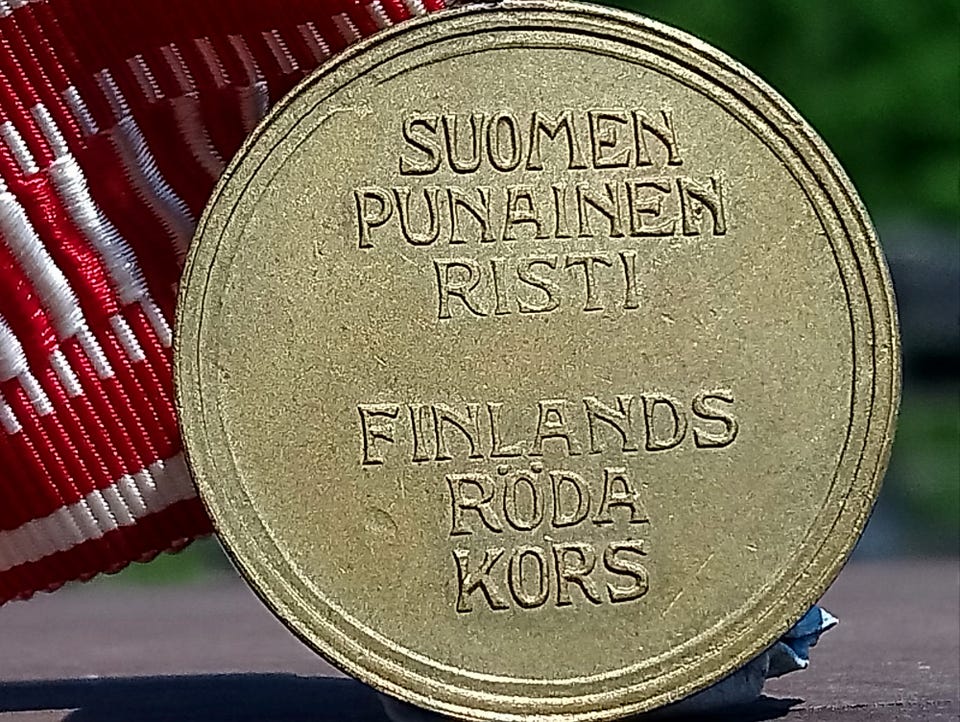 SUOMEN
PUNAINEN
RISTI
FINLANDS
RÖDA
KORS